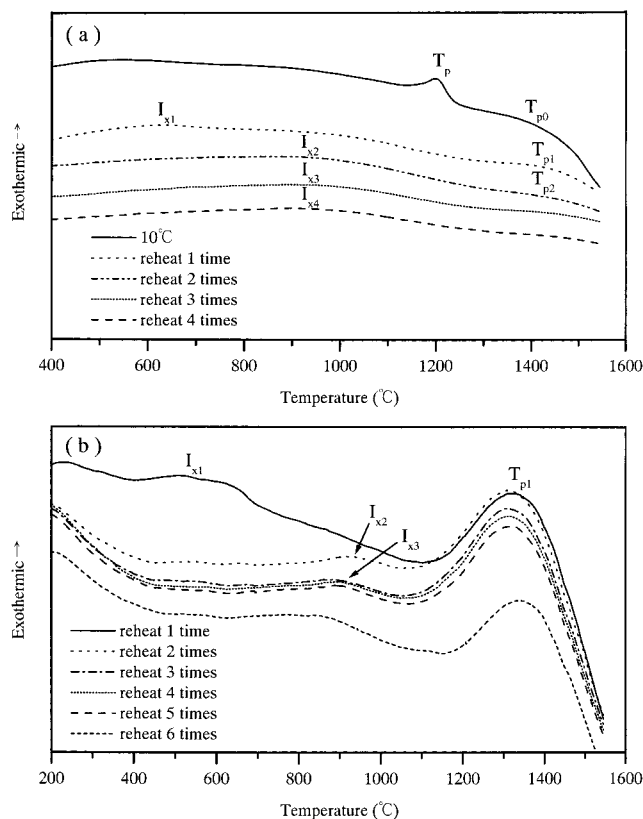 ( a )
T_p
T_p0
I_x1
I_x2
T_p1
I_x3
T_p2
I_x4
Exothermic →
10℃
reheat 1 time
reheat 2 times
reheat 3 times
reheat 4 times
400 600 800 1000 1200 1400 1600
Temperature (℃)
( b )
I_x1
T_p1
I_x2
I_x3
Exothermic →
reheat 1 time
reheat 2 times
reheat 3 times
reheat 4 times
reheat 5 times
reheat 6 times
200 400 600 800 1000 1200 1400 1600
Temperature (℃)